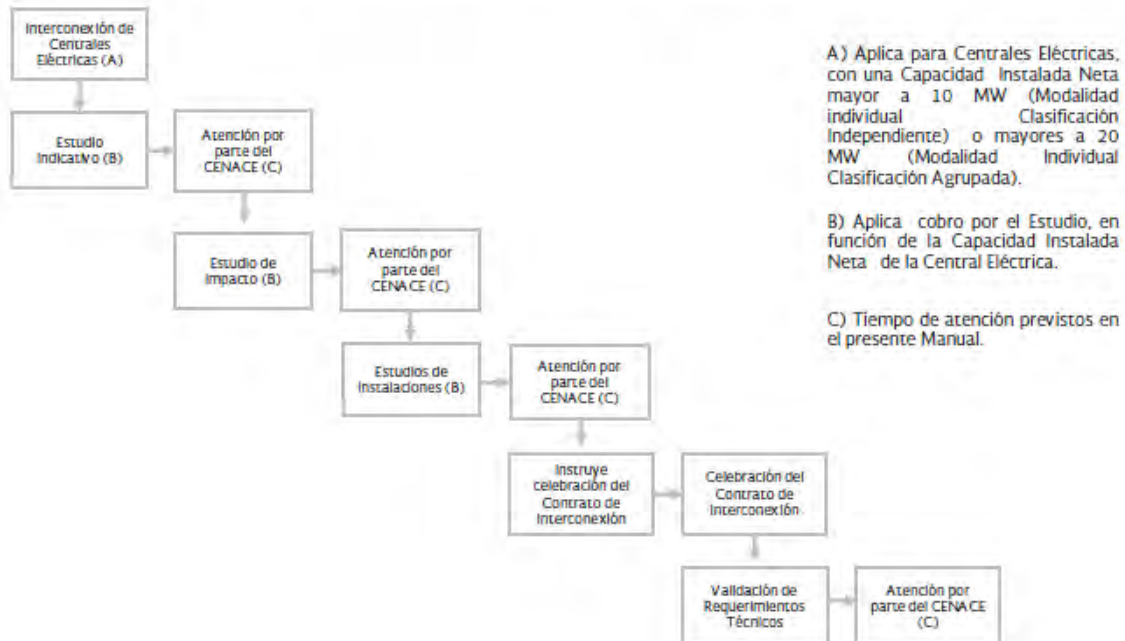 Interconexión de
Centrales
Eléctricas (A)
Estudio
Indicativo (B)
Atención por
parte del
CENACE (C)
Estudio de
Impacto (B)
Atención por
parte del
CENACE (C)
Estudios de
Instalaciones (B)
Atención por
parte del
CENACE (C)
Instruye
celebración del
Contrato de
Interconexión
Celebración del
Contrato de
Interconexión
Validación de
Requerimientos
Técnicos
Atención por
parte del CENACE
(C)
A) Aplica para Centrales Eléctricas,
con una Capacidad Instalada Neta
mayor a 10 MW (Modalidad
individual Clasificación
Independiente) o mayores a 20
MW (Modalidad Individual
Clasificación Agrupada).
B) Aplica cobro por el Estudio, en
función de la Capacidad Instalada
Neta de la Central Eléctrica.
C) Tiempo de atención previstos en
el presente Manual.